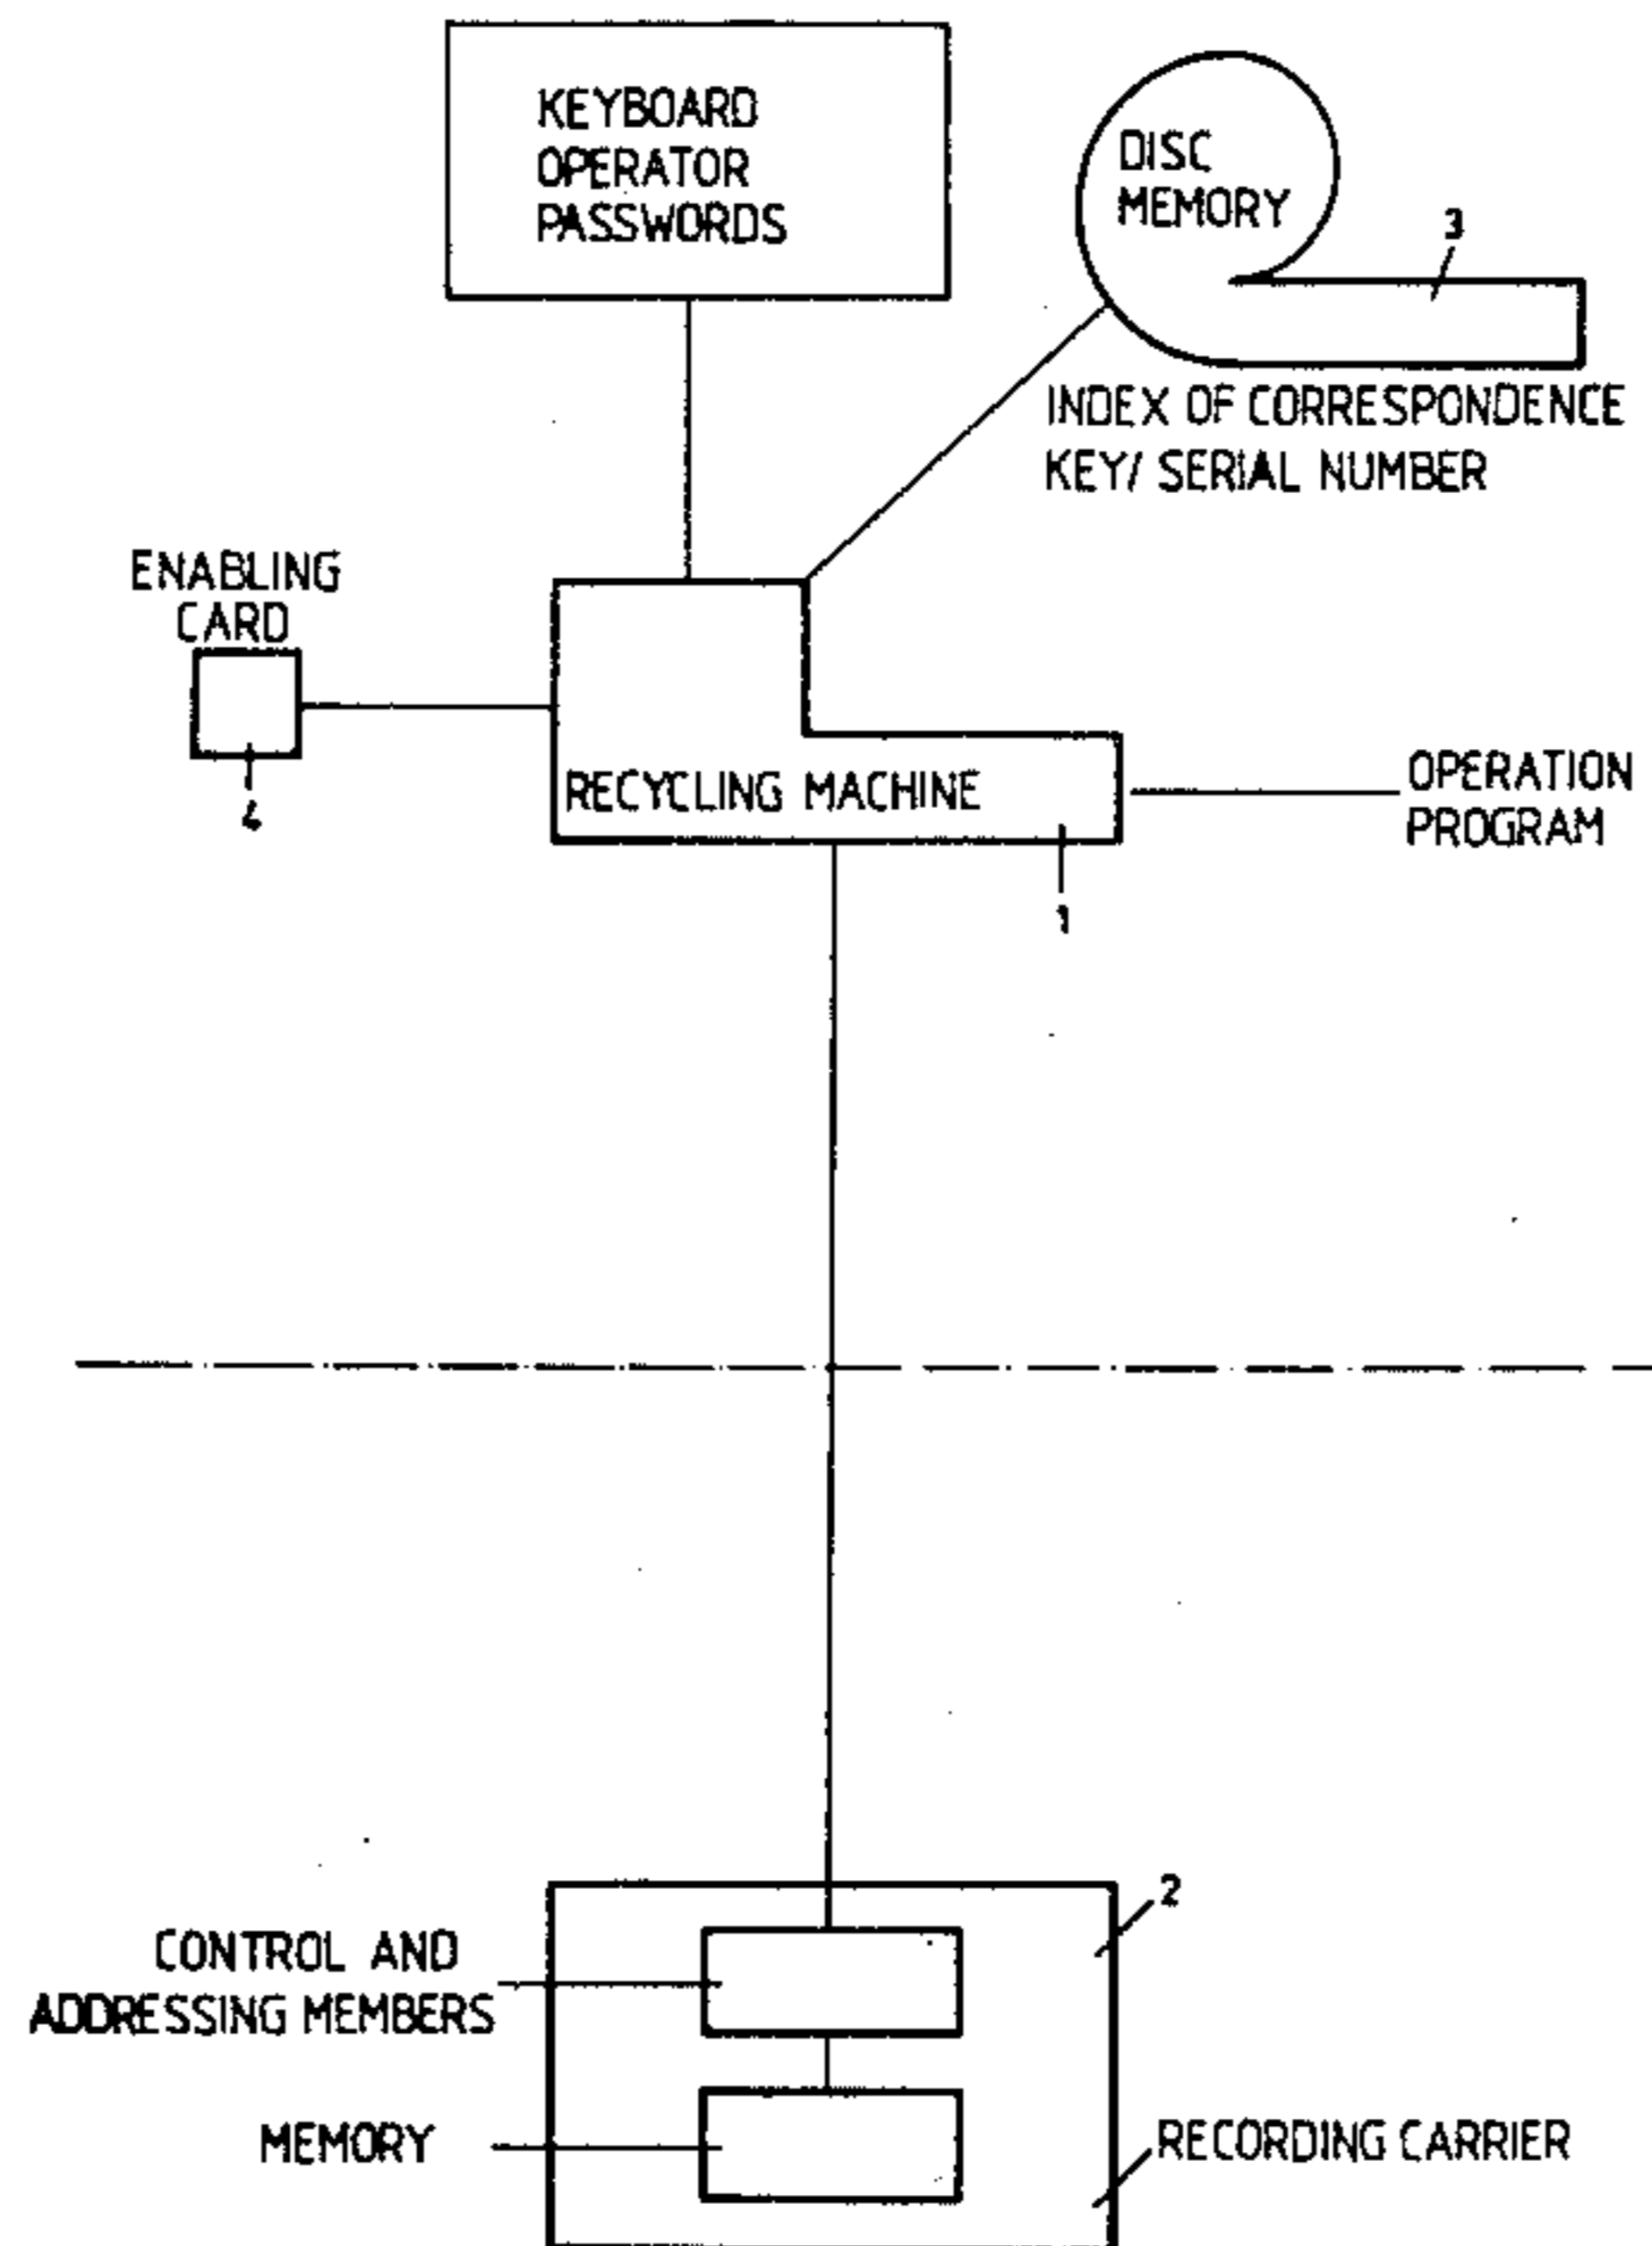 KEYBOARD
OPERATOR
PASSWORDS
DISC
MEMORY
3
INDEX OF CORRESPONDENCE
KEY/ SERIAL NUMBER
ENABLING
CARD
4
RECYCLING MACHINE
1
OPERATION
PROGRAM
2
CONTROL AND
ADDRESSING MEMBERS
MEMORY
RECORDING CARRIER